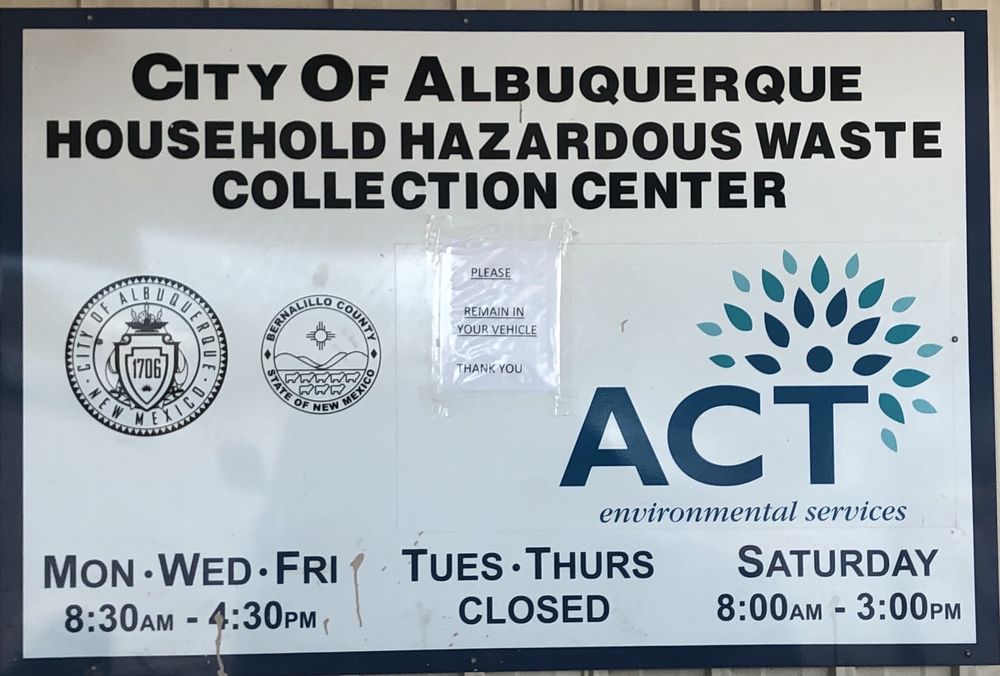 CITY OF ALBUQUERQUE
HOUSEHOLD HAZARDOUS WASTE
COLLECTION CENTER
PLEASE
REMAIN IN
YOUR VEHICLE
THANK YOU
CITY OF ALBUQUERQUE
1706
NEW MEXICO
BERNALILLO COUNTY
STATE OF NEW MEXICO
ACT
environmental services
MON·WED·FRI
8:30AM - 4:30PM
TUES·THURS
CLOSED
SATURDAY
8:00AM - 3:00PM